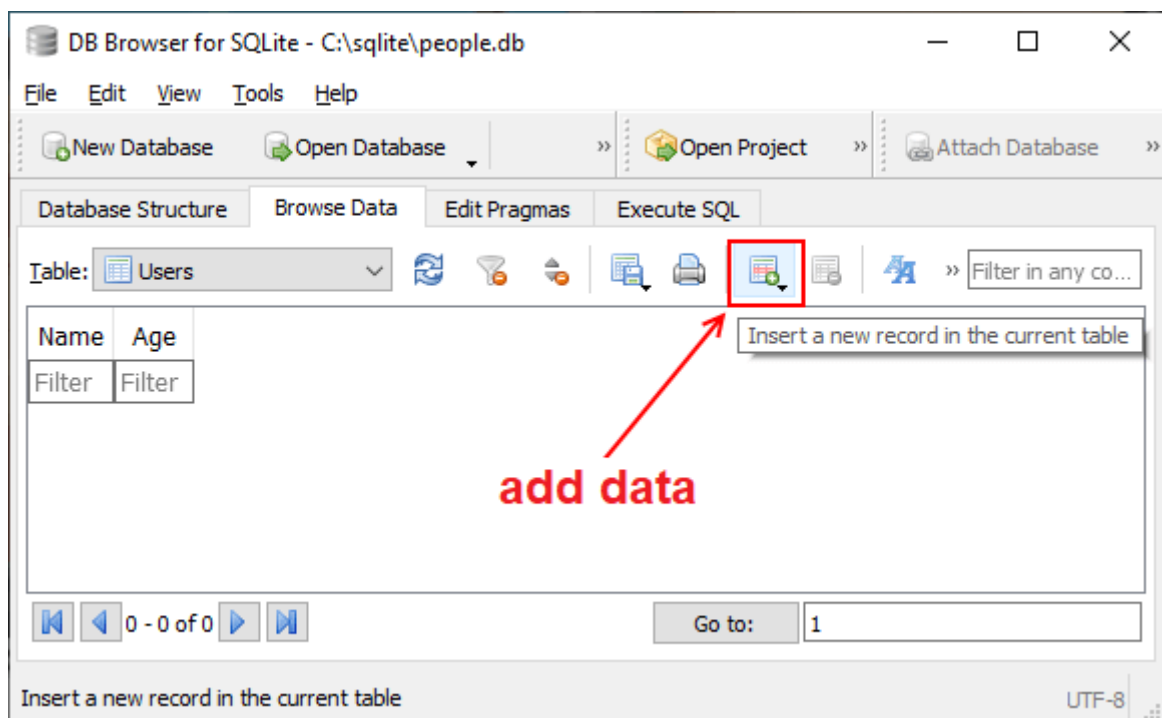 DB Browser for SQLite - C:\sqlite\people.db
File Edit View Tools Help
New Database Open Database » Open Project » Attach Database »
Database Structure Browse Data Edit Pragmas Execute SQL
Table: Users » Filter in any co...
Insert a new record in the current table
Name Age
Filter Filter
add data
0 - 0 of 0 Go to: 1
Insert a new record in the current table UTF-8